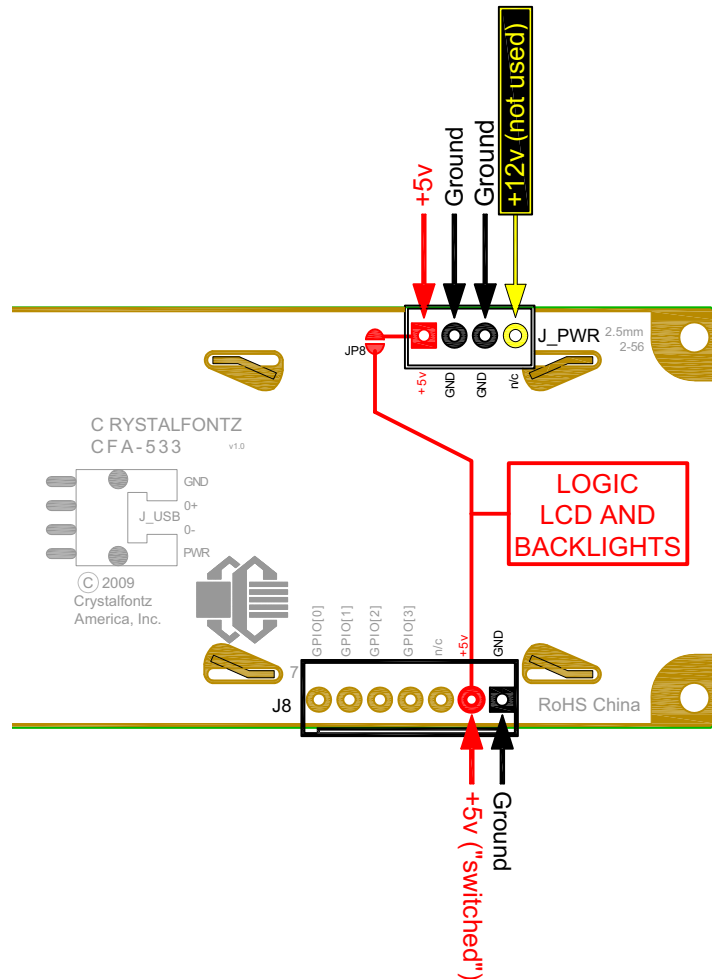 +5v
Ground
Ground
+12v (not used)
JP8
J_PWR
2.5mm
2-56
+5v
GND
GND
n/c
C RYSTALFONTZ
CFA-533
v1.0
GND
0+
J_USB
0-
PWR
C 2009
Crystalfontz
America, Inc.
LOGIC
LCD AND
BACKLIGHTS
GPIO[0]
GPIO[1]
GPIO[2]
GPIO[3]
n/c
+5v
GND
7
J8
RoHS China
+5v ("switched")
Ground